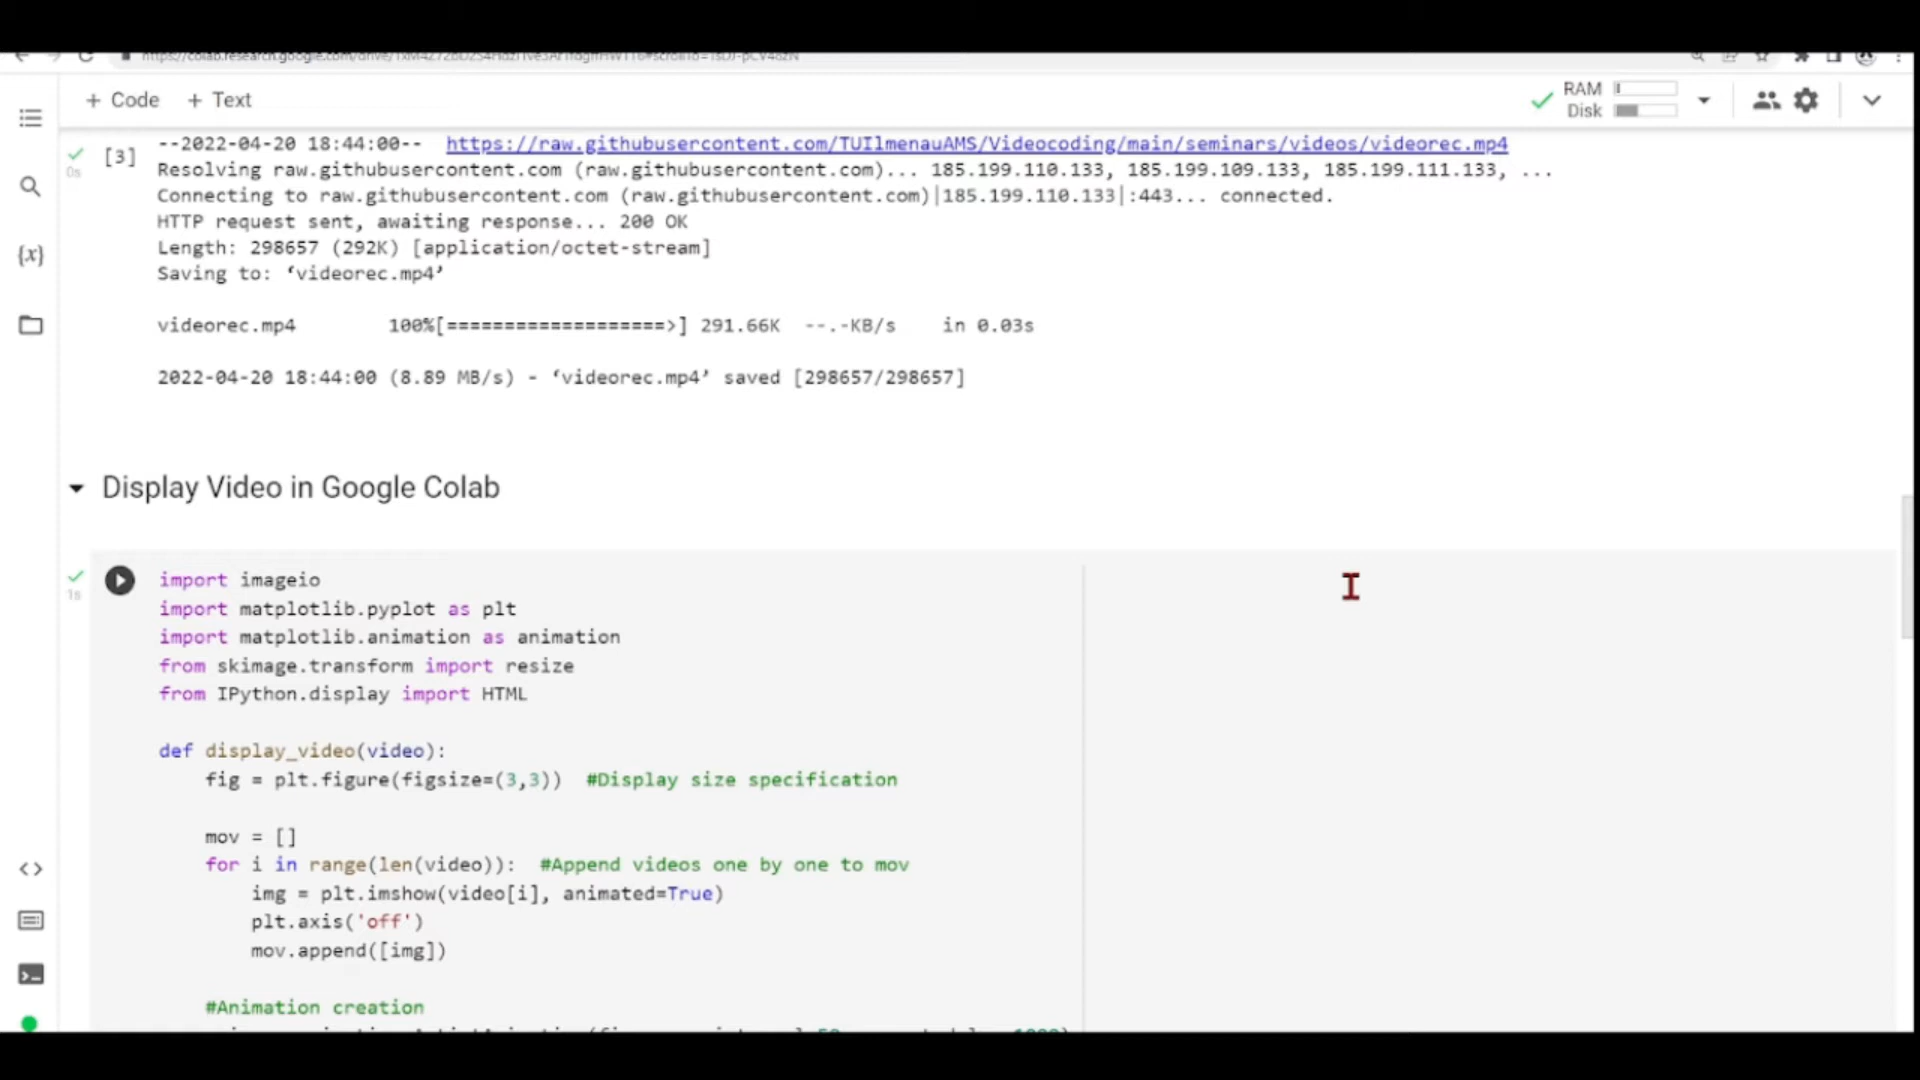 + Code + Text
RAM
Disk
[3]
--2022-04-20 18:44:00-- https://raw.githubusercontent.com/TUIlmenauAMS/Videocoding/main/seminars/videos/videorec.mp4
0s
Resolving raw.githubusercontent.com (raw.githubusercontent.com)... 185.199.110.133, 185.199.109.133, 185.199.111.133, ...
Connecting to raw.githubusercontent.com (raw.githubusercontent.com)|185.199.110.133|:443... connected.
HTTP request sent, awaiting response... 200 OK
{x}
Length: 298657 (292K) [application/octet-stream]
Saving to: ‘videorec.mp4’
videorec.mp4 100%[===================>] 291.66K --.-KB/s in 0.03s
2022-04-20 18:44:00 (8.89 MB/s) - ‘videorec.mp4’ saved [298657/298657]
Display Video in Google Colab
1s
import imageio
import matplotlib.pyplot as plt
import matplotlib.animation as animation
from skimage.transform import resize
from IPython.display import HTML
def display_video(video):
fig = plt.figure(figsize=(3,3)) #Display size specification
mov = []
for i in range(len(video)): #Append videos one by one to mov
img = plt.imshow(video[i], animated=True)
plt.axis('off')
mov.append([img])
#Animation creation